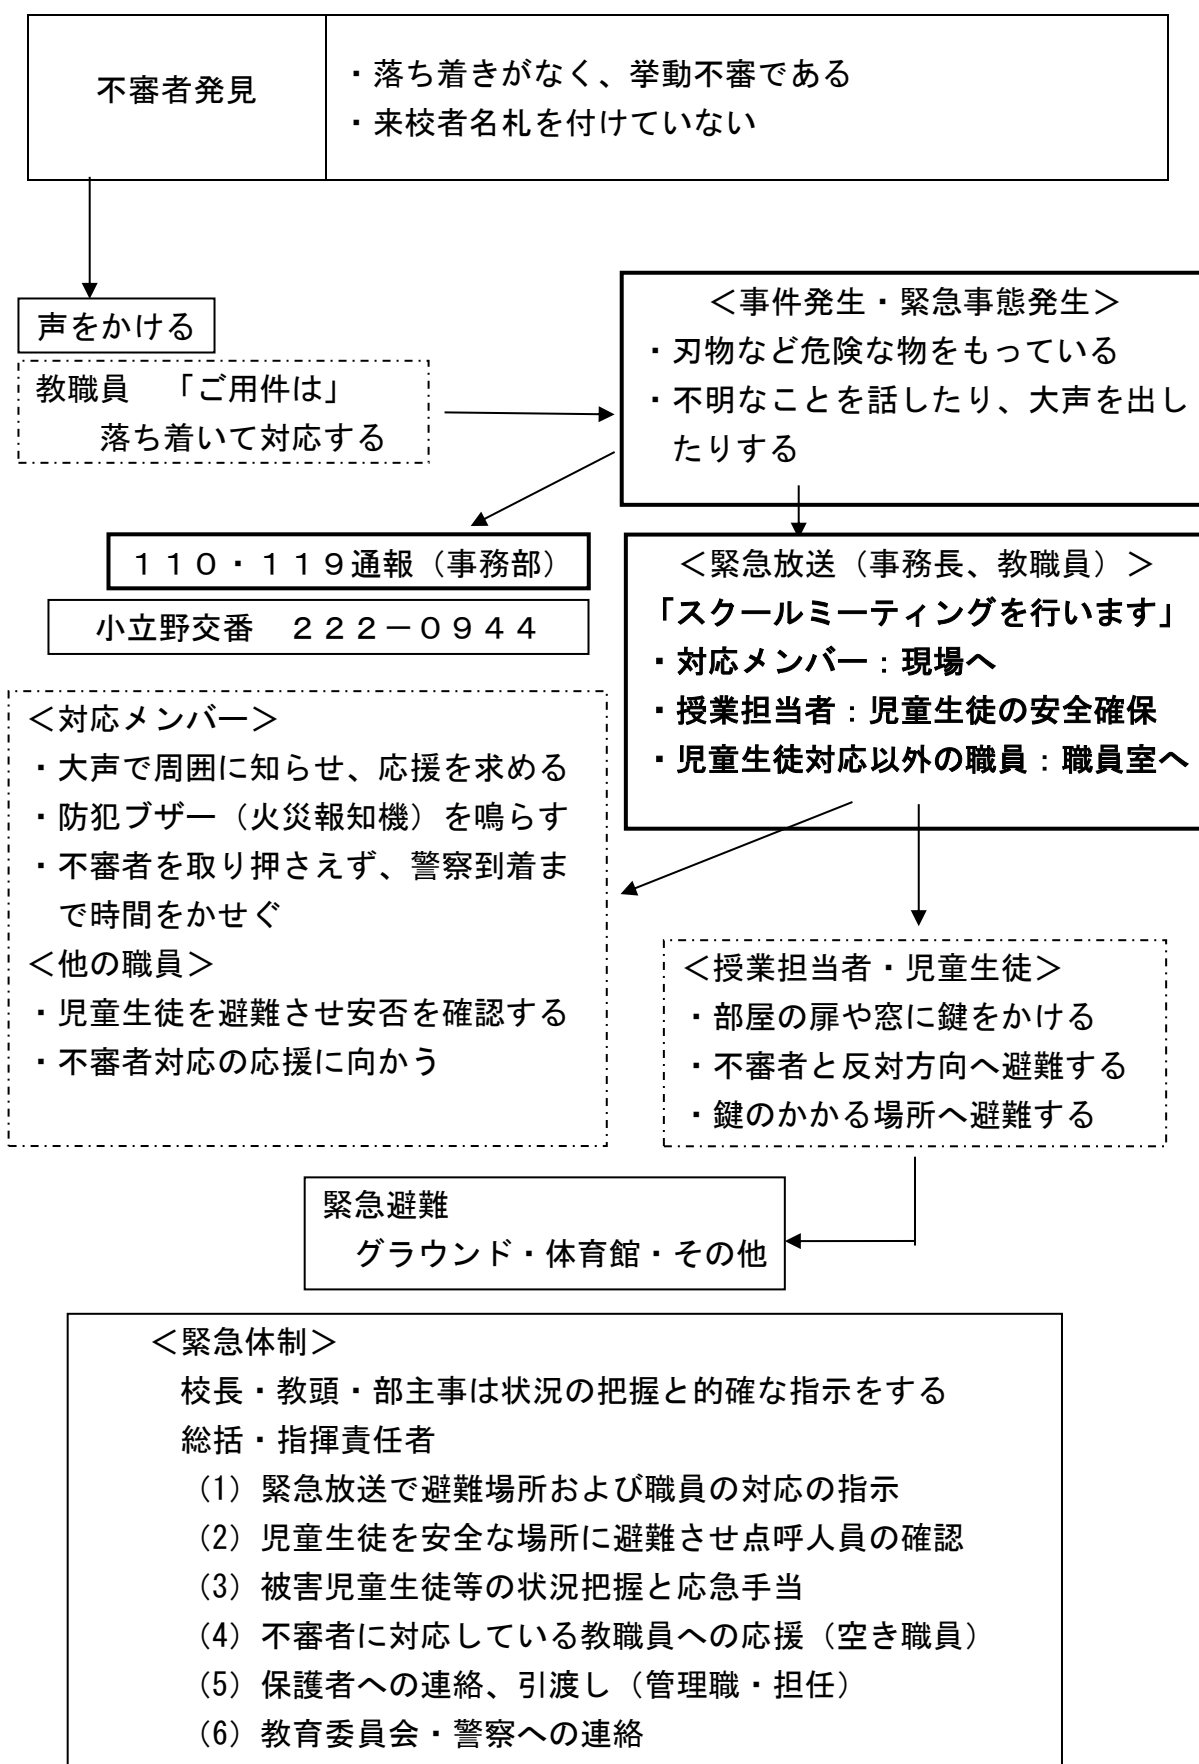 不審者発見
・落ち着きがなく、挙動不審である
・来校者名札を付けていない
声をかける
教職員　「ご用件は」
落ち着いて対応する
＜事件発生・緊急事態発生＞
・刃物など危険な物をもっている
・不明なことを話したり、大声を出し
たりする
１１０・１１９通報（事務部）
小立野交番　２２２－０９４４
＜緊急放送（事務長、教職員）＞
「スクールミーティングを行います」
・対応メンバー：現場へ
・授業担当者：児童生徒の安全確保
・児童生徒対応以外の職員：職員室へ
＜対応メンバー＞
・大声で周囲に知らせ、応援を求める
・防犯ブザー（火災報知機）を鳴らす
・不審者を取り押さえず、警察到着ま
で時間をかせぐ
＜他の職員＞
・児童生徒を避難させ安否を確認する
・不審者対応の応援に向かう
＜授業担当者・児童生徒＞
・部屋の扉や窓に鍵をかける
・不審者と反対方向へ避難する
・鍵のかかる場所へ避難する
緊急避難
グラウンド・体育館・その他
＜緊急体制＞
校長・教頭・部主事は状況の把握と的確な指示をする
総括・指揮責任者
（1）緊急放送で避難場所および職員の対応の指示
（2）児童生徒を安全な場所に避難させ点呼人員の確認
（3）被害児童生徒等の状況把握と応急手当
（4）不審者に対応している教職員への応援（空き職員）
（5）保護者への連絡、引渡し（管理職・担任）
（6）教育委員会・警察への連絡